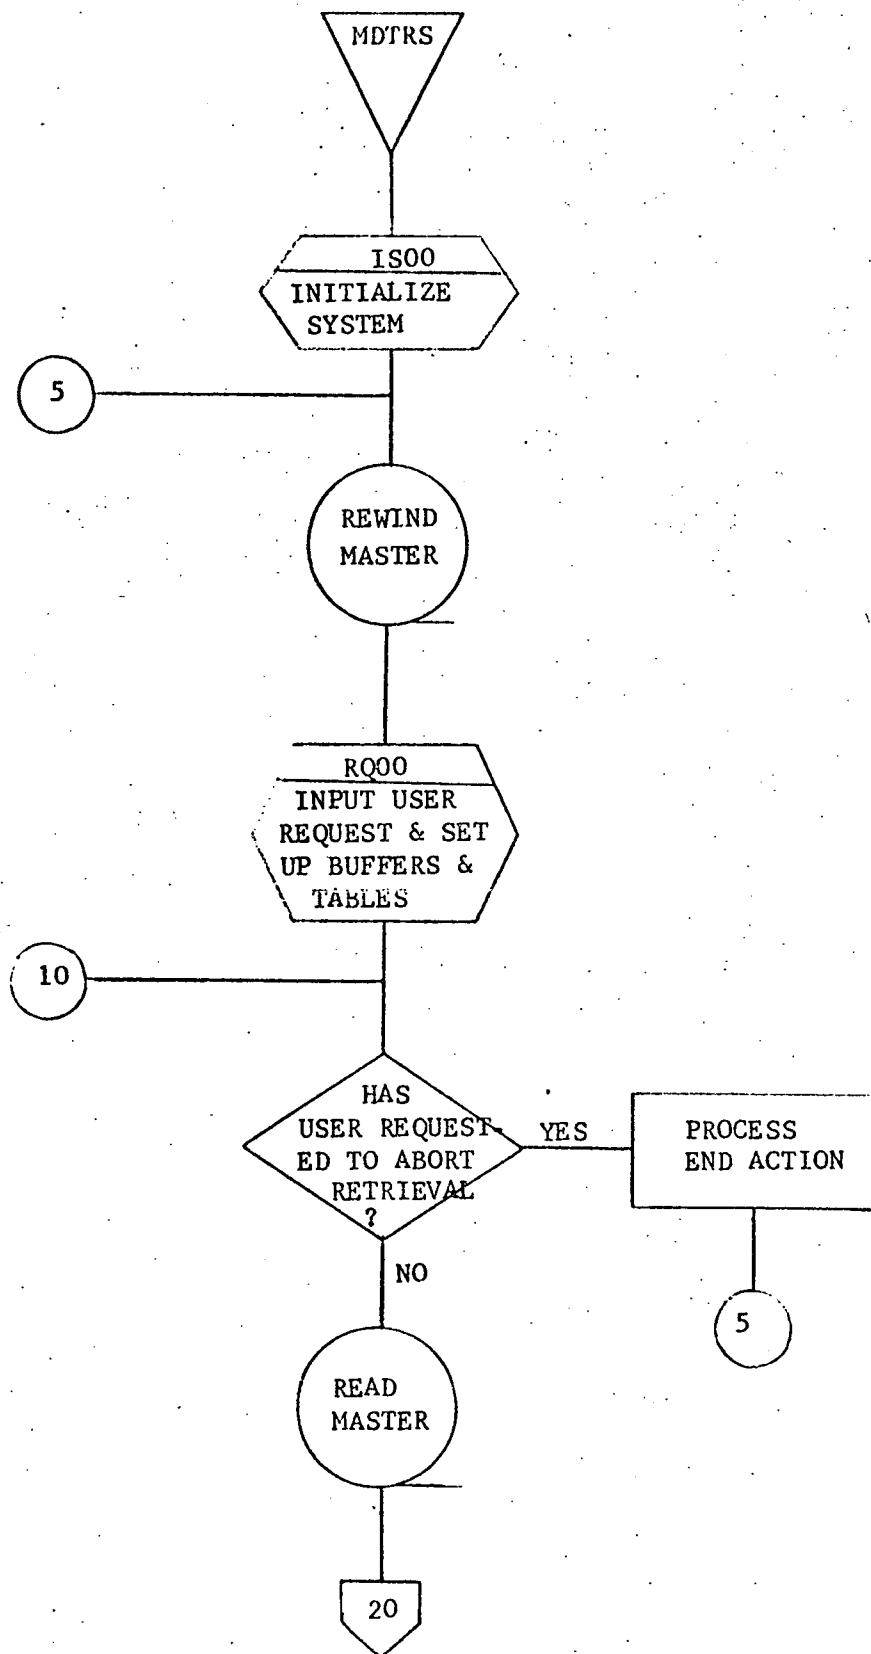 MDTRS
IS00
INITIALIZE
SYSTEM
5
REWIND
MASTER
RQ00
INPUT USER
REQUEST & SET
UP BUFFERS &
TABLES
10
HAS
USER REQUEST-
ED TO ABORT
RETRIEVAL
?
YES
PROCESS
END ACTION
NO
5
READ
MASTER
20